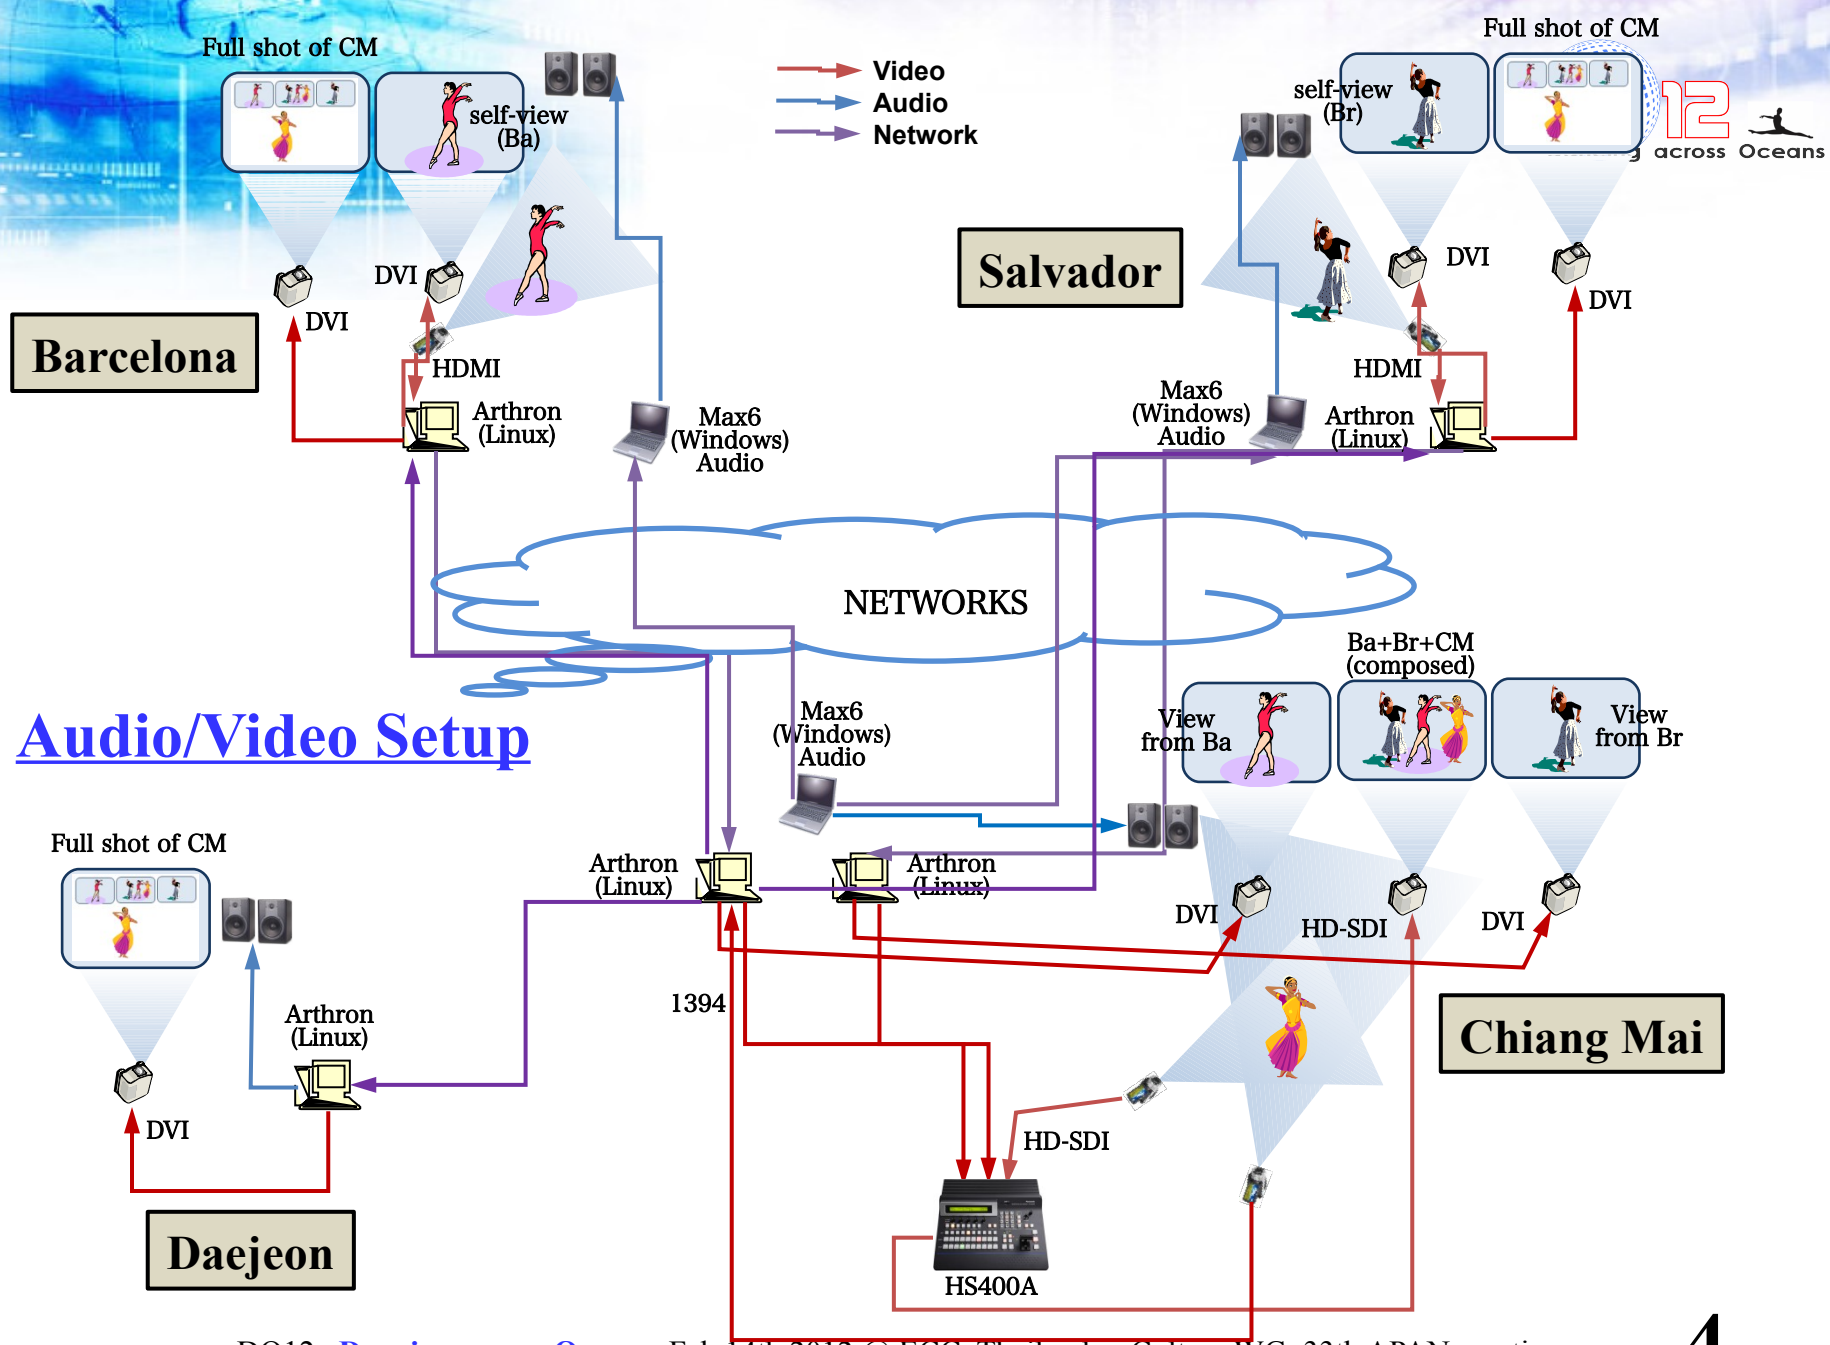 Full shot of CM
self-view
(Ba)
Video
Audio
Network
Full shot of CM
self-view
(Br)
12
across Oceans
Salvador
DVI
DVI
DVI
DVI
Barcelona
HDMI
HDMI
Arthron
(Linux)
Max6
(Windows)
Audio
Max6
(Windows)
Audio
Arthron
(Linux)
NETWORKS
Ba+Br+CM
(composed)
Audio/Video Setup
Max6
(Windows)
Audio
View
from Ba
View
from Br
Full shot of CM
Arthron
(Linux)
Arthron
(Linux)
DVI
HD-SDI
DVI
1394
Arthron
(Linux)
Chiang Mai
DVI
HD-SDI
Daejeon
HS400A
4